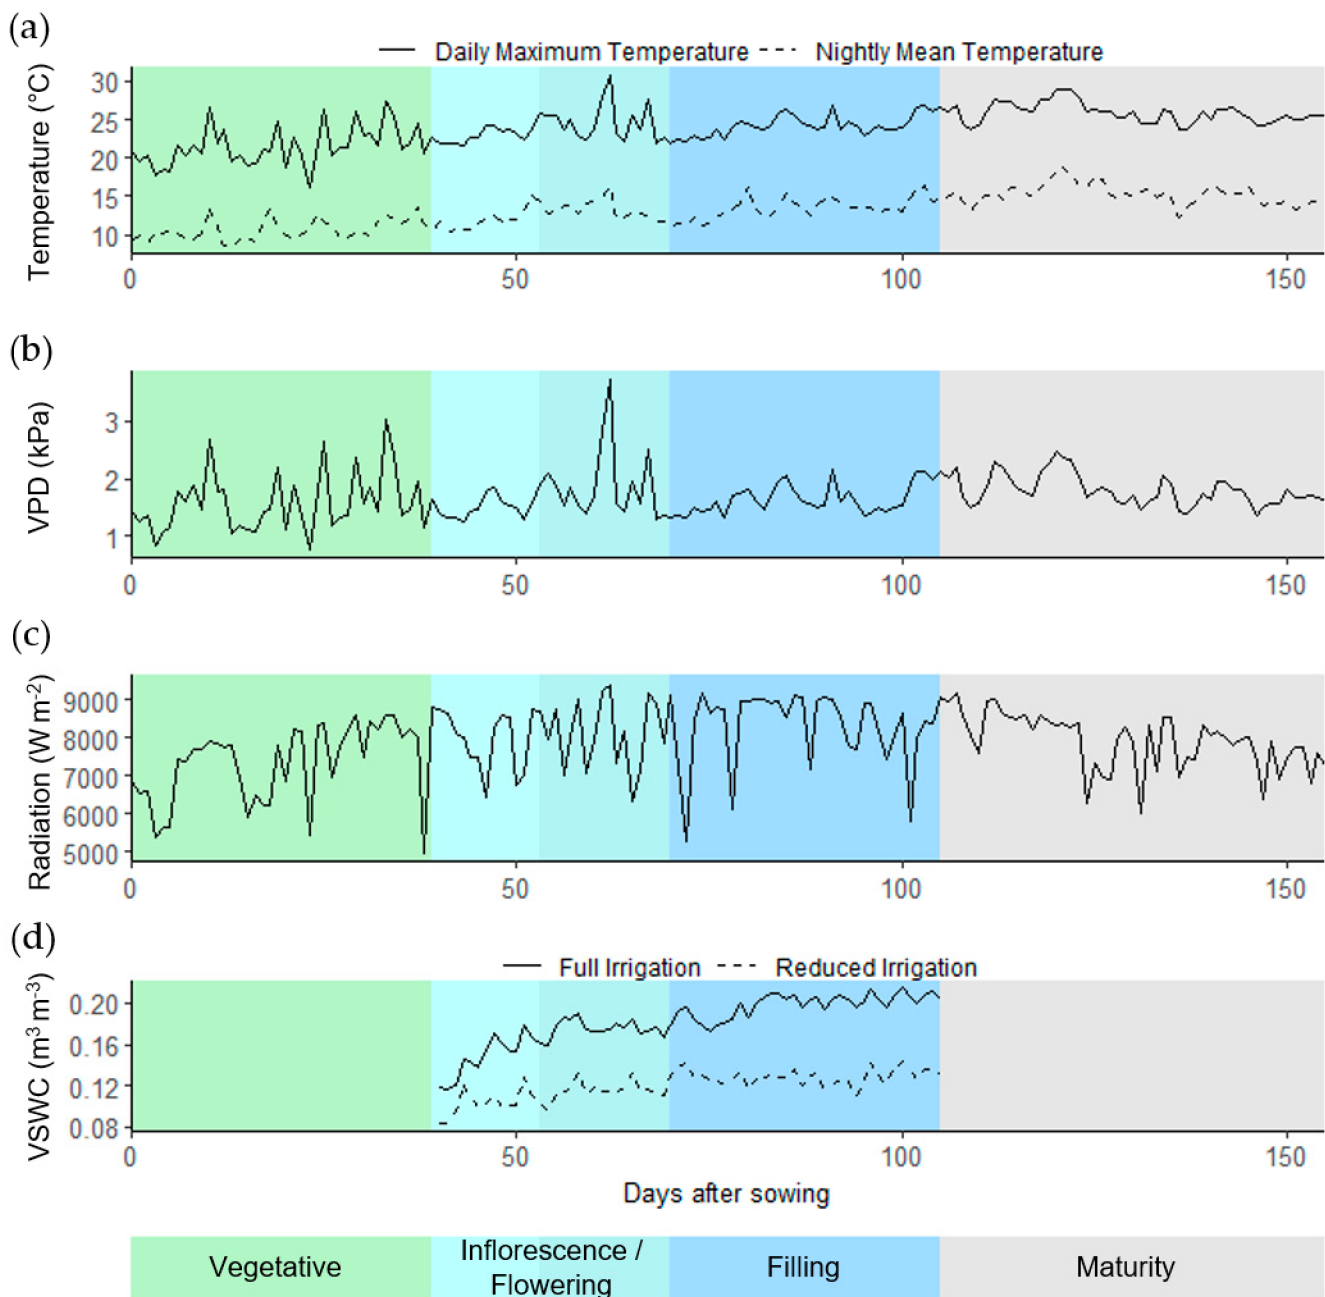 (a)
Daily Maximum Temperature Nightly Mean Temperature
Temperature (°C)
30
25
20
15
10
0 50 100 150
(b)
VPD (kPa)
3
2
1
0 50 100 150
(c)
Radiation (W m⁻²)
9000
8000
7000
6000
5000
0 50 100 150
(d)
Full Irrigation Reduced Irrigation
VSWC (m³ m⁻³)
0.20
0.16
0.12
0.08
0 50 100 150
Days after sowing
Vegetative Inflorescence / Filling Maturity
Flowering